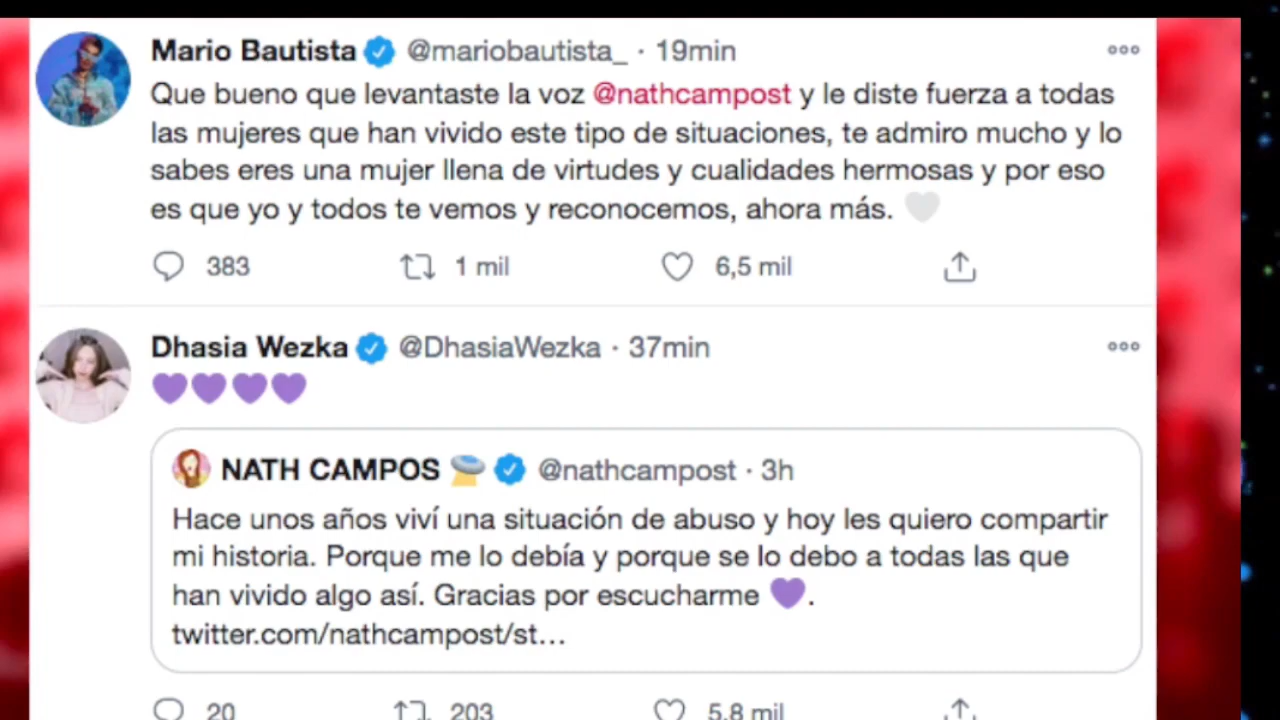 Mario Bautista @mariobautista_ · 19min
Que bueno que levantaste la voz @nathcampost y le diste fuerza a todas
las mujeres que han vivido este tipo de situaciones, te admiro mucho y lo
sabes eres una mujer llena de virtudes y cualidades hermosas y por eso
es que yo y todos te vemos y reconocemos, ahora más. 🤍
383 1 mil 6,5 mil
Dhasia Wezka @DhasiaWezka · 37min
💜💜💜💜
NATH CAMPOS 🛸 @nathcampost · 3h
Hace unos años viví una situación de abuso y hoy les quiero compartir
mi historia. Porque me lo debía y porque se lo debo a todas las que
han vivido algo así. Gracias por escucharme 💜.
twitter.com/nathcampost/st...
20 203 5,8 mil